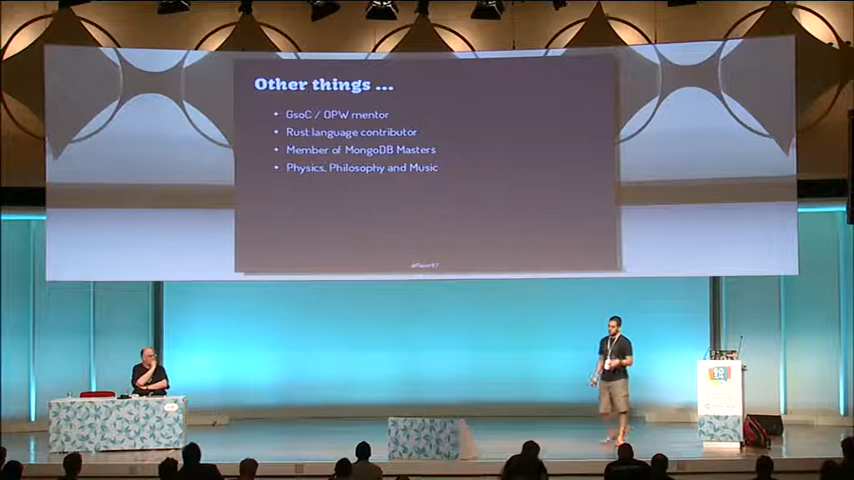 Other things ...
• GsoC / OPW mentor
• Rust language contributor
• Member of MongoDB Masters
• Physics, Philosophy and Music